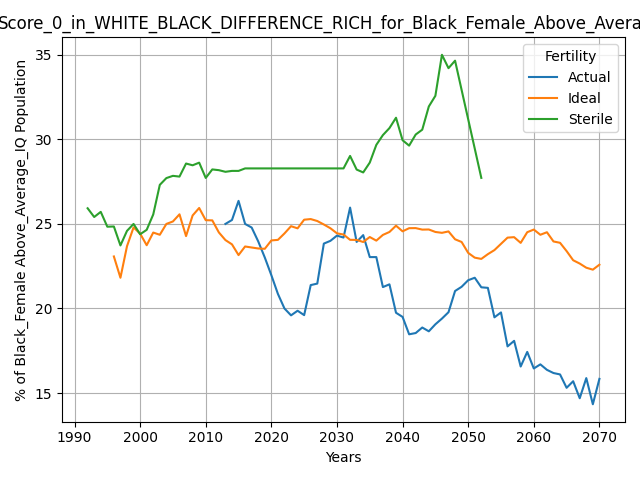 Score_0_in_WHITE_BLACK_DIFFERENCE_RICH_for_Black_Female_Above_Avera
% of Black_Female Above_Average_IQ Population
35
30
25
20
15
Fertility
Actual
Ideal
Sterile
1990 2000 2010 2020 2030 2040 2050 2060 2070
Years